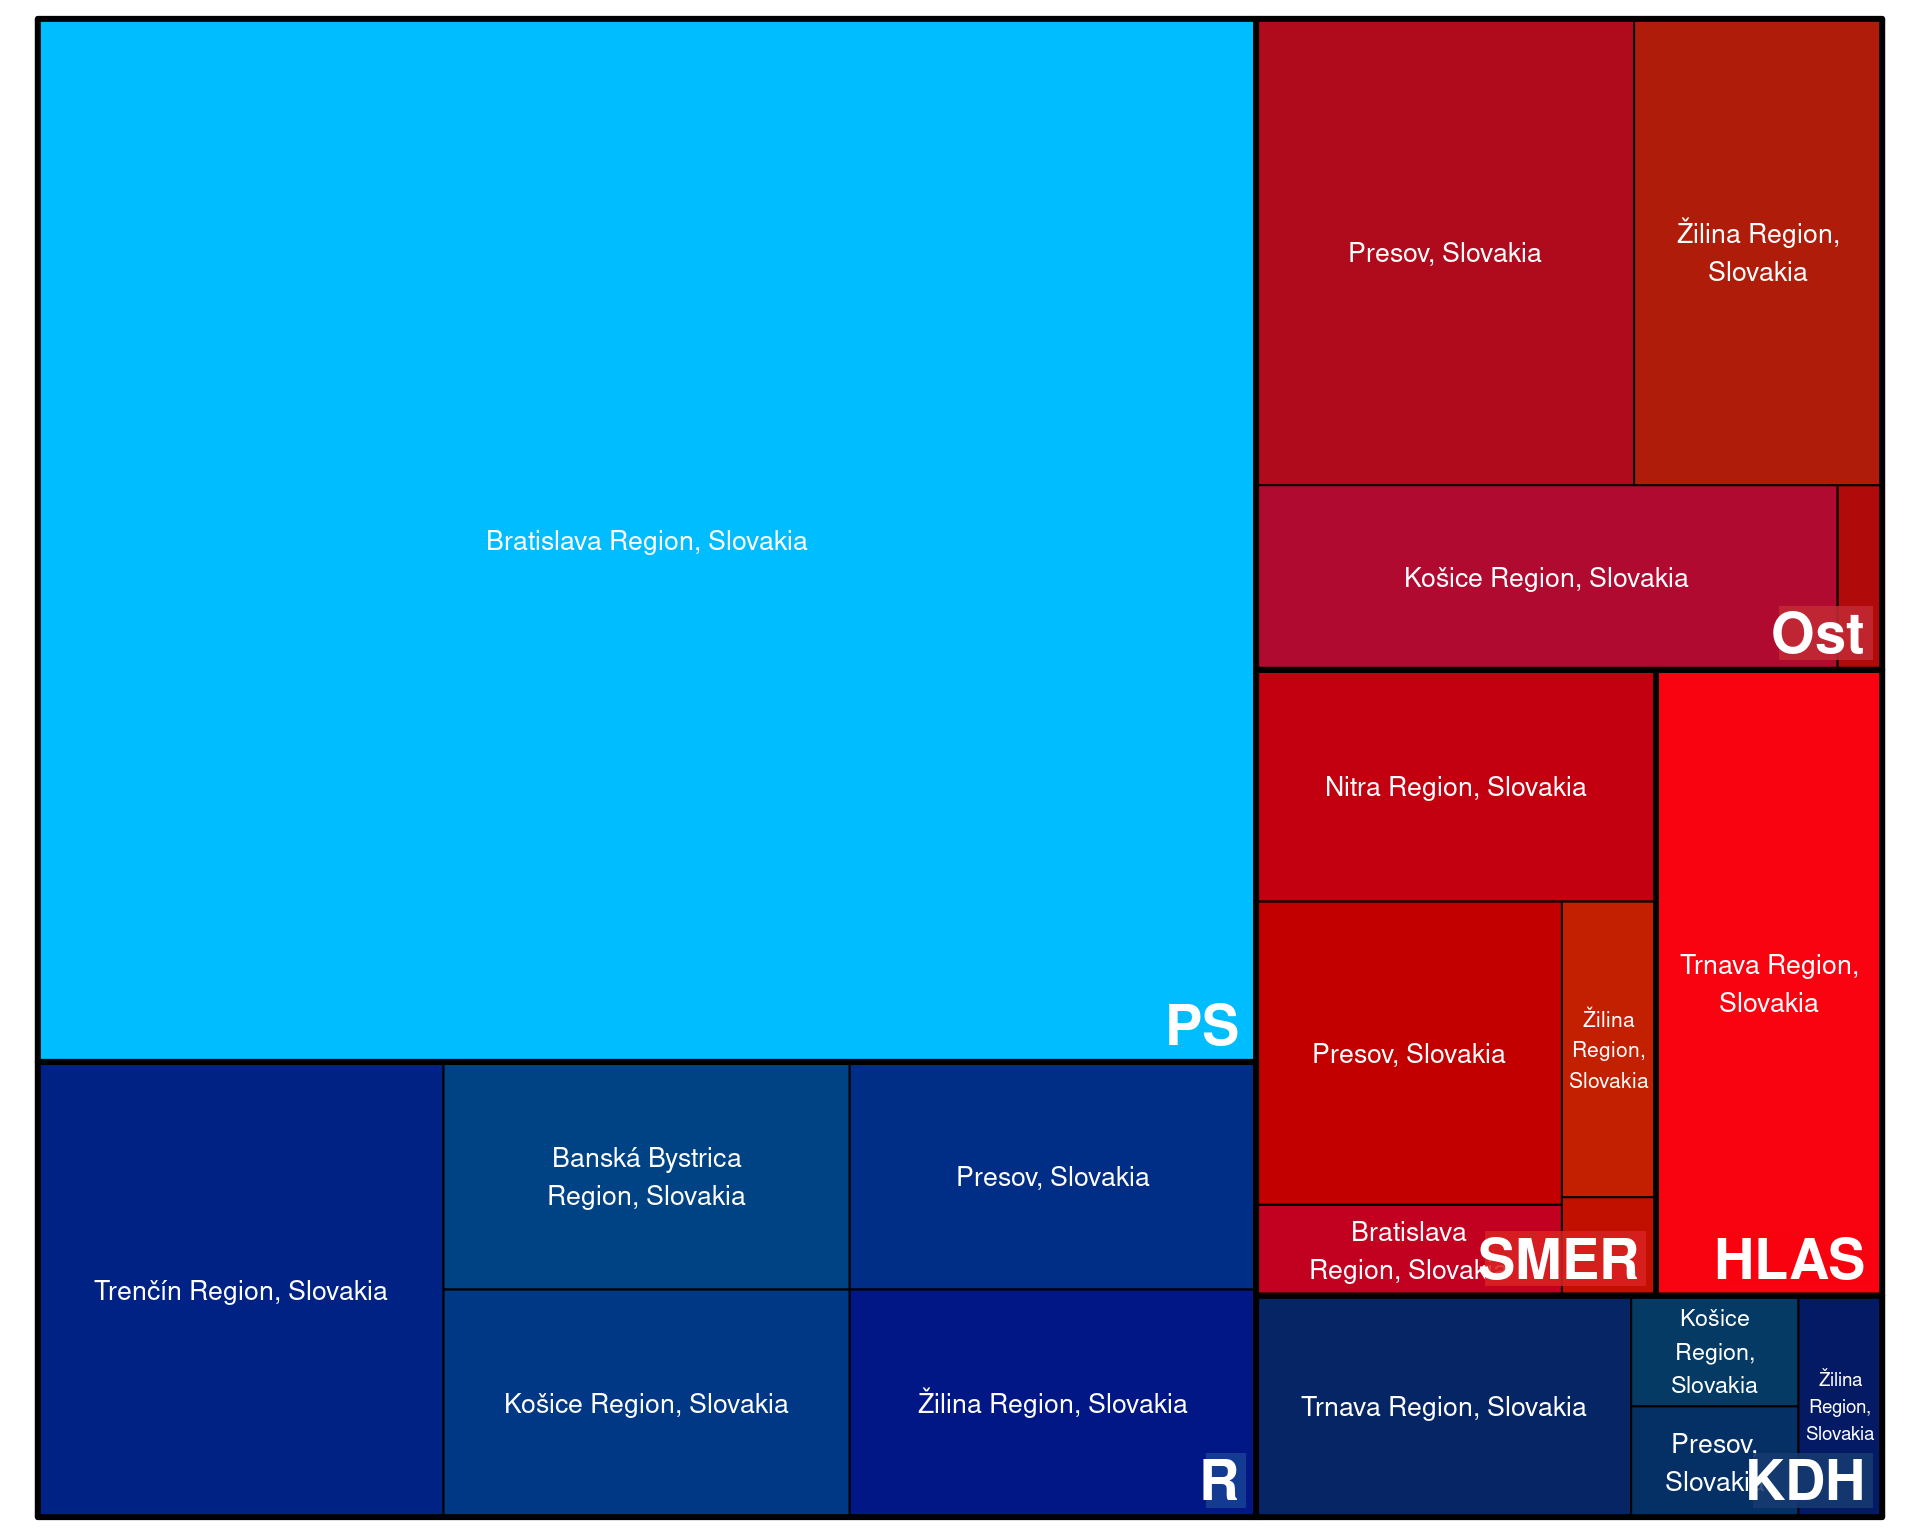 Bratislava Region, Slovakia
PS
Presov, Slovakia
Žilina Region,
Slovakia
Košice Region, Slovakia
Ost
Nitra Region, Slovakia
Presov, Slovakia
Žilina
Region,
Slovakia
Bratislava
Region, Slovakia
SMER
Trnava Region,
Slovakia
HLAS
Trenčín Region, Slovakia
Banská Bystrica
Region, Slovakia
Presov, Slovakia
Košice Region, Slovakia
Žilina Region, Slovakia
R
Trnava Region, Slovakia
Košice
Region,
Slovakia
Presov,
Slovakia
Žilina
Region,
Slovakia
KDH